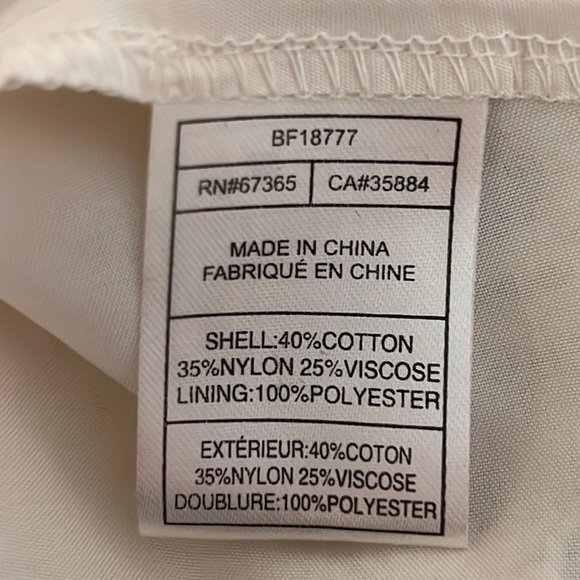 BF18777
RN#67365 CA#35884
MADE IN CHINA
FABRIQUÉ EN CHINE
SHELL:40%COTTON
35%NYLON 25%VISCOSE
LINING:100%POLYESTER
EXTÉRIEUR:40%COTON
35%NYLON 25%VISCOSE
DOUBLURE:100%POLYESTER